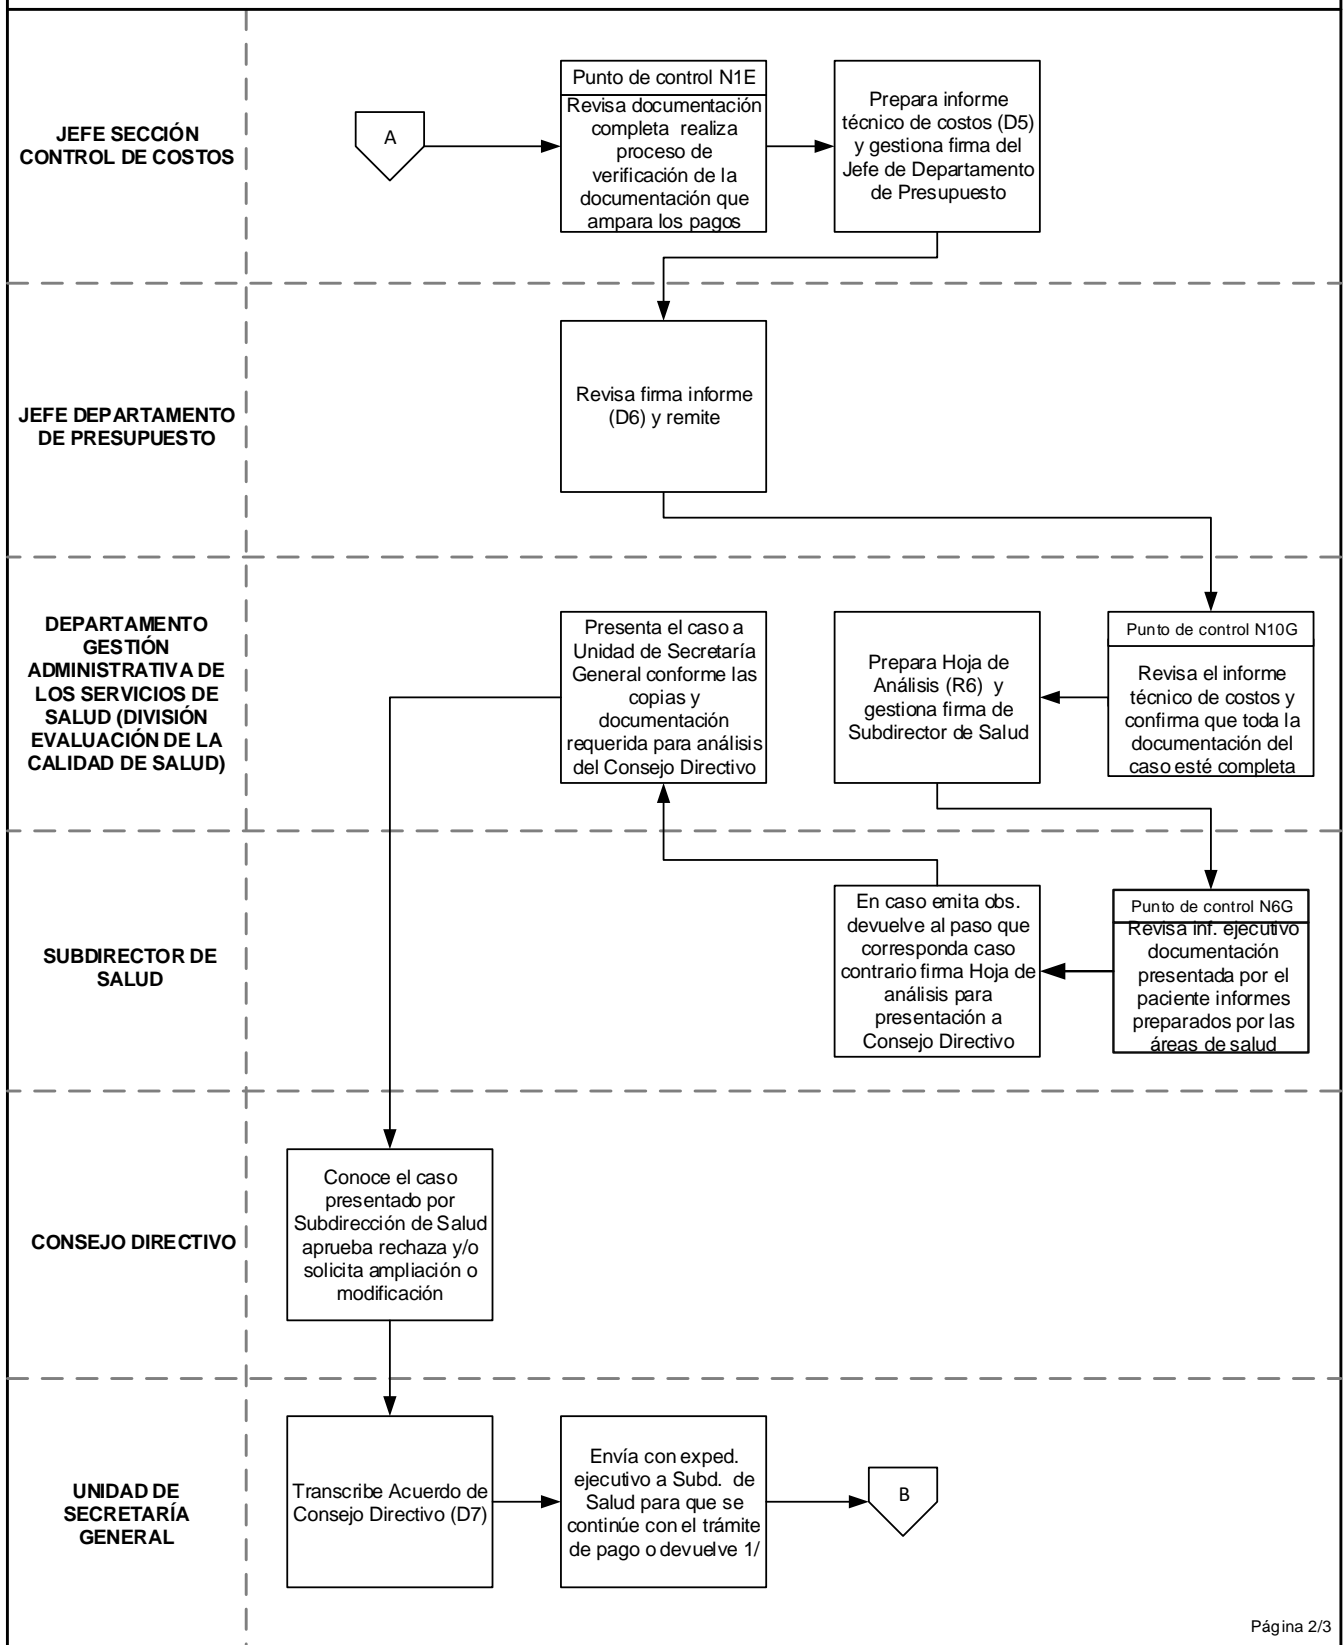 JEFE SECCIÓN
CONTROL DE COSTOS
A
Punto de control N1E
Revisa documentación
completa realiza
proceso de
verificación de la
documentación que
ampara los pagos
Prepara informe
técnico de costos (D5)
y gestiona firma del
Jefe de Departamento
de Presupuesto
JEFE DEPARTAMENTO
DE PRESUPUESTO
Revisa firma informe
(D6) y remite
DEPARTAMENTO
GESTIÓN
ADMINISTRATIVA DE
LOS SERVICIOS DE
SALUD (DIVISIÓN
EVALUACIÓN DE LA
CALIDAD DE SALUD)
Presenta el caso a
Unidad de Secretaría
General conforme las
copias y
documentación
requerida para análisis
del Consejo Directivo
Prepara Hoja de
Análisis (R6) y
gestiona firma de
Subdirector de Salud
Punto de control N10G
Revisa el informe
técnico de costos y
confirma que toda la
documentación del
caso esté completa
SUBDIRECTOR DE
SALUD
En caso emita obs.
devuelve al paso que
corresponda caso
contrario firma Hoja de
análisis para
presentación a
Consejo Directivo
Punto de control N6G
Revisa inf. ejecutivo
documentación
presentada por el
paciente informes
preparados por las
áreas de salud
CONSEJO DIRECTIVO
Conoce el caso
presentado por
Subdirección de Salud
aprueba rechaza y/o
solicita ampliación o
modificación
UNIDAD DE
SECRETARÍA
GENERAL
Transcribe Acuerdo de
Consejo Directivo (D7)
Envía con exped.
ejecutivo a Subd. de
Salud para que se
continúe con el trámite
de pago o devuelve 1/
B
Página 2/3